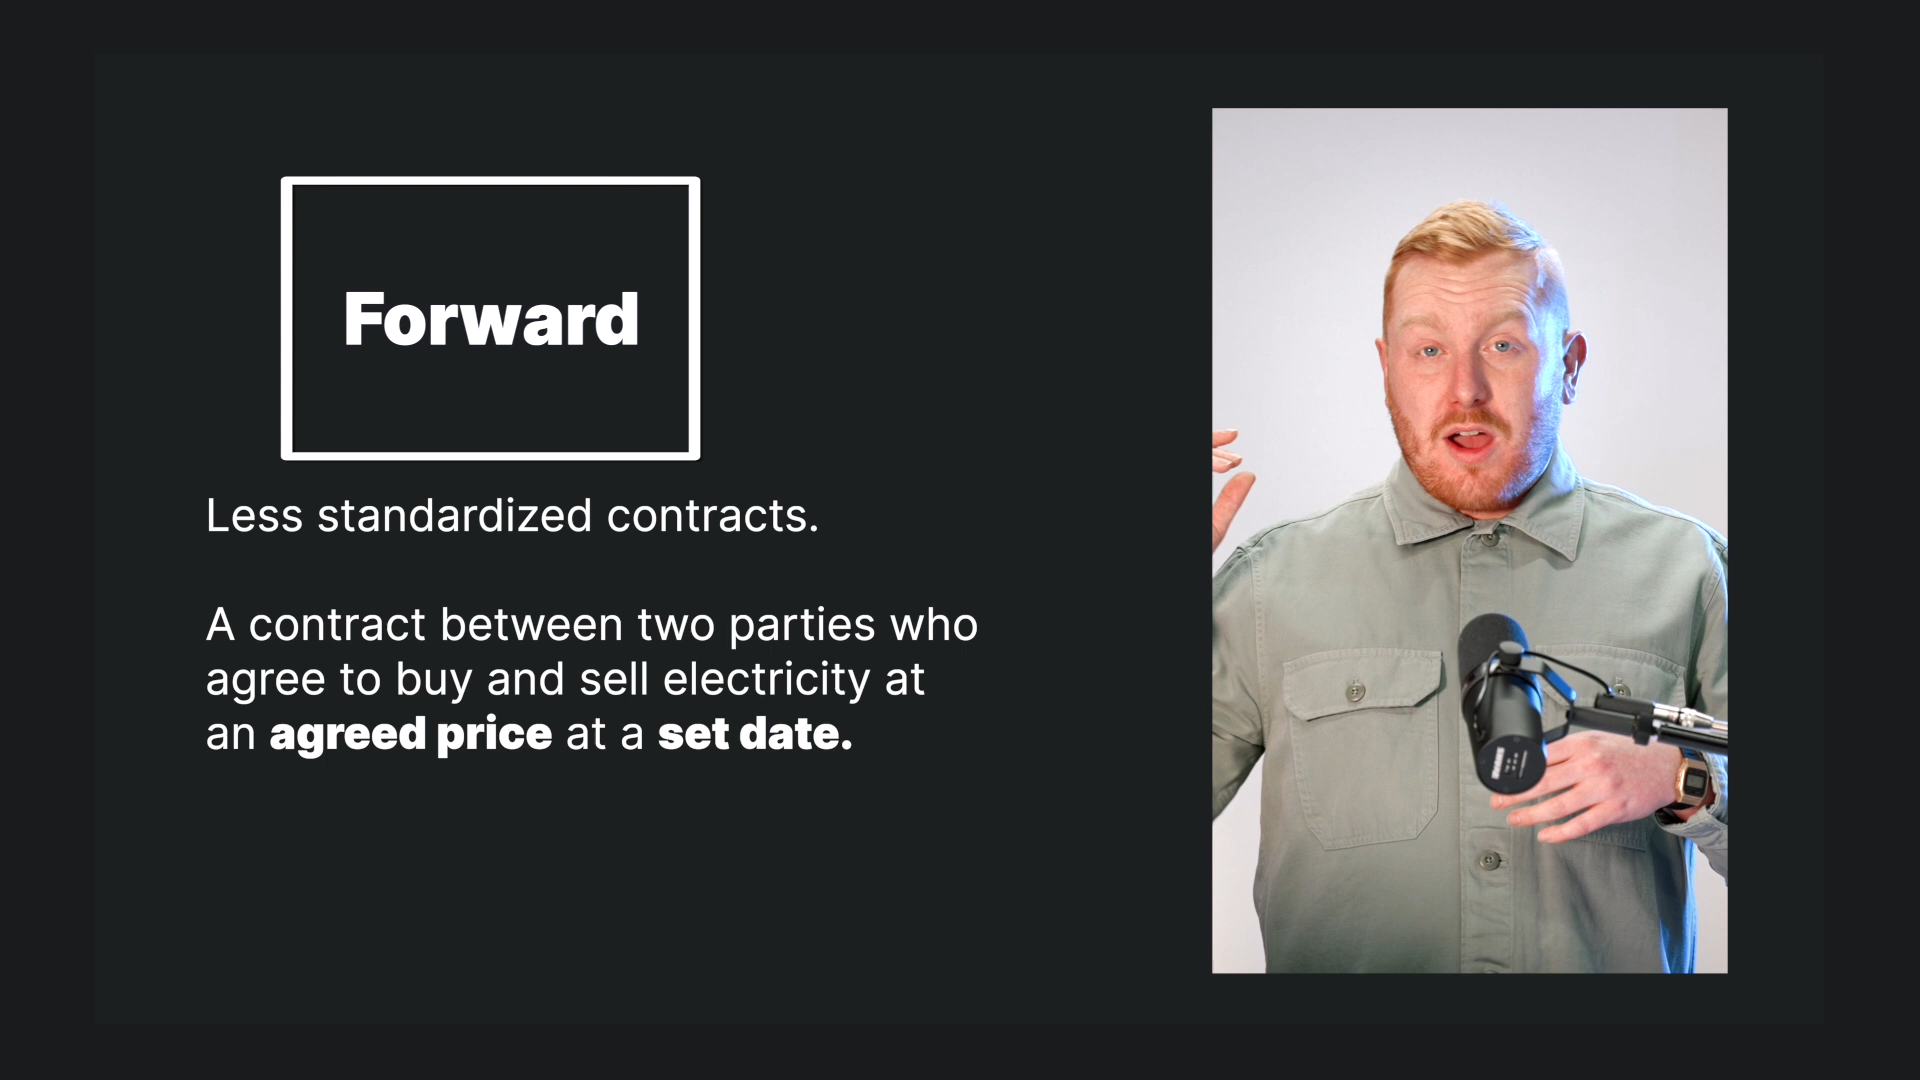 Forward
Less standardized contracts.
A contract between two parties who
agree to buy and sell electricity at
an agreed price at a set date.